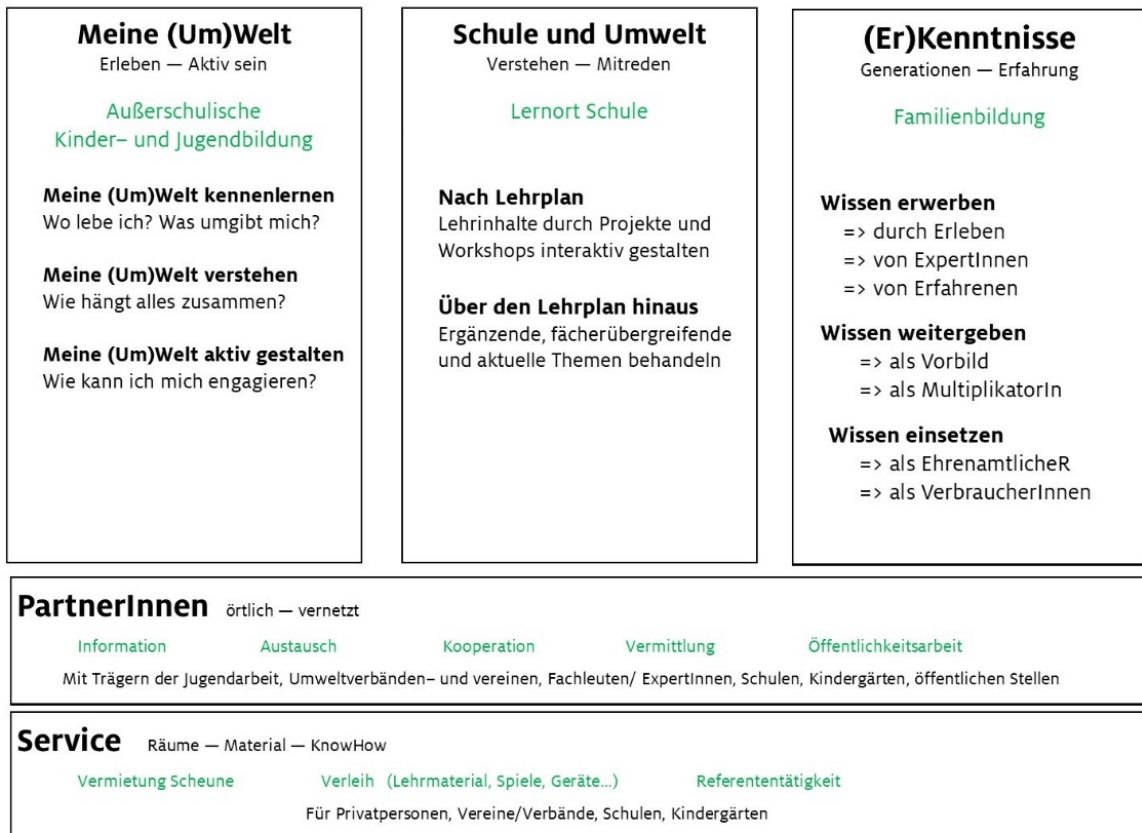 Meine (Um)Welt
Erleben — Aktiv sein
Außerschulische
Kinder– und Jugendbildung
Meine (Um)Welt kennenlernen
Wo lebe ich? Was umgibt mich?
Meine (Um)Welt verstehen
Wie hängt alles zusammen?
Meine (Um)Welt aktiv gestalten
Wie kann ich mich engagieren?
Schule und Umwelt
Verstehen — Mitreden
Lernort Schule
Nach Lehrplan
Lehrinhalte durch Projekte und
Workshops interaktiv gestalten
Über den Lehrplan hinaus
Ergänzende, fächerübergreifende
und aktuelle Themen behandeln
(Er)Kenntnisse
Generationen — Erfahrung
Familienbildung
Wissen erwerben
=> durch Erleben
=> von ExpertInnen
=> von Erfahrenen
Wissen weitergeben
=> als Vorbild
=> als MultiplikatorIn
Wissen einsetzen
=> als EhrenamtlicheR
=> als VerbraucherInnen
PartnerInnen örtlich — vernetzt
Information Austausch Kooperation Vermittlung Öffentlichkeitsarbeit
Mit Trägern der Jugendarbeit, Umweltverbänden– und vereinen, Fachleuten/ ExpertInnen, Schulen, Kindergärten, öffentlichen Stellen
Service Räume — Material — KnowHow
Vermietung Scheune Verleih (Lehrmaterial, Spiele, Geräte...) Referententätigkeit
Für Privatpersonen, Vereine/Verbände, Schulen, Kindergärten